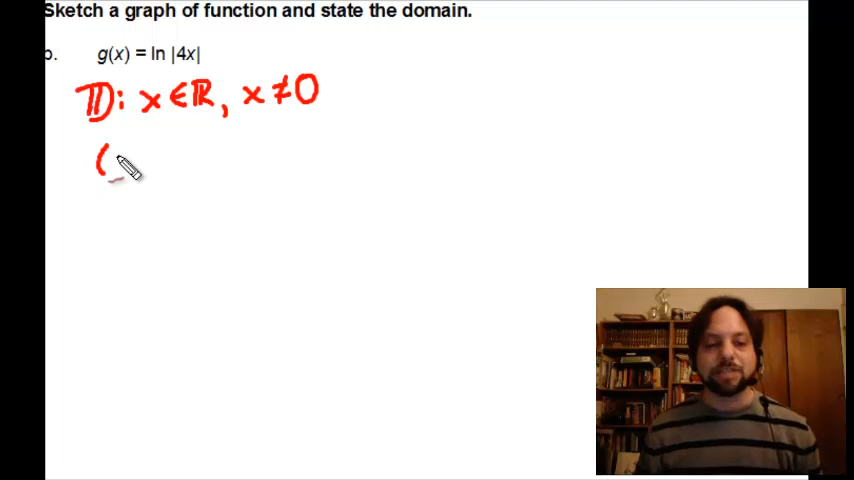 Sketch a graph of function and state the domain.
b. g(x) = ln |4x|
𝔻: x ∈ ℝ, x ≠ 0
(